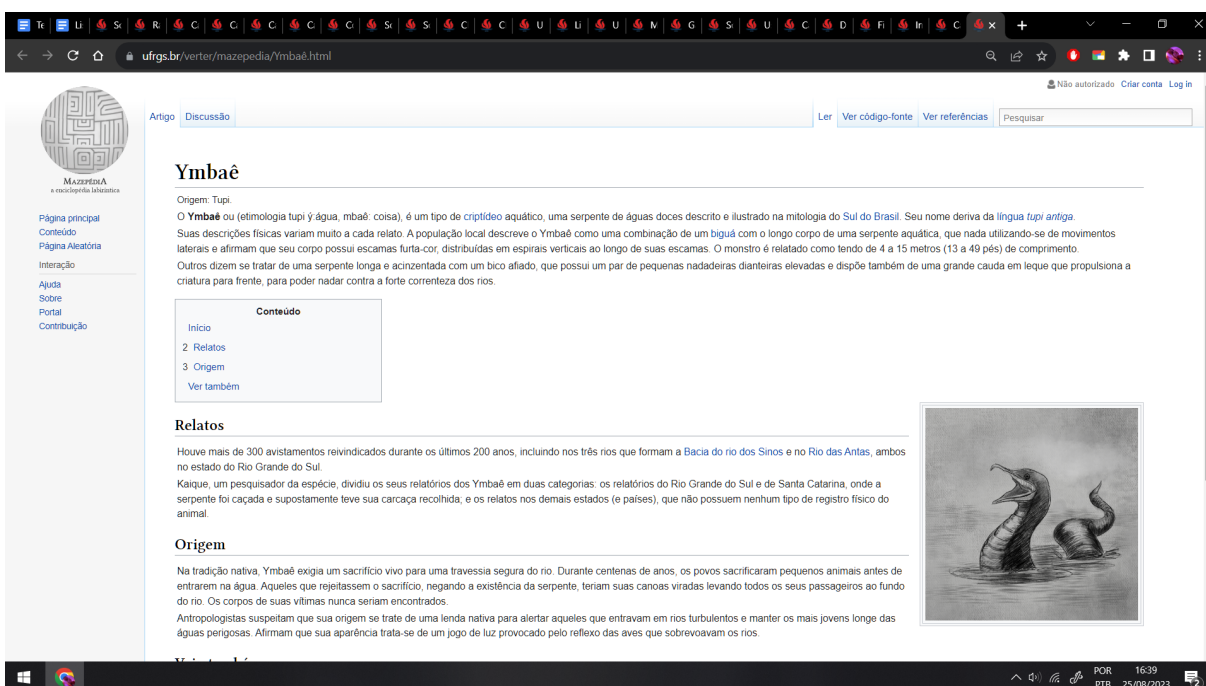 Te Li Sc Ra C C C C C C Sc S C C U Li U M G S U C D Fi In C
ufrgs.br/verter/mazepedia/Ymbaê.html
Não autorizado Criar conta Log in
Artigo Discussão Ler Ver código-fonte Ver referências Pesquisar
MAZEPÉDIA
a enciclopédia labiríntica
Página principal
Conteúdo
Página Aleatória
Interação
Ajuda
Sobre
Portal
Contribuição
Ymbaê
Origem: Tupi.
O Ymbaê ou (etimologia tupi ý:água, mbaê: coisa), é um tipo de criptídeo aquático, uma serpente de águas doces descrito e ilustrado na mitologia do Sul do Brasil. Seu nome deriva da língua tupi antiga.
Suas descrições físicas variam muito a cada relato. A população local descreve o Ymbaê como uma combinação de um biguá com o longo corpo de uma serpente aquática, que nada utilizando-se de movimentos
laterais e afirmam que seu corpo possui escamas furta-cor, distribuídas em espirais verticais ao longo de suas escamas. O monstro é relatado como tendo de 4 a 15 metros (13 a 49 pés) de comprimento.
Outros dizem se tratar de uma serpente longa e acinzentada com um bico afiado, que possui um par de pequenas nadadeiras dianteiras elevadas e dispõe também de uma grande cauda em leque que propulsiona a
criatura para frente, para poder nadar contra a forte correnteza dos rios.
Conteúdo
Início
2 Relatos
3 Origem
Ver também
Relatos
Houve mais de 300 avistamentos reivindicados durante os últimos 200 anos, incluindo nos três rios que formam a Bacia do rio dos Sinos e no Rio das Antas, ambos
no estado do Rio Grande do Sul.
Kaique, um pesquisador da espécie, dividiu os seus relatórios dos Ymbaê em duas categorias: os relatórios do Rio Grande do Sul e de Santa Catarina, onde a
serpente foi caçada e supostamente teve sua carcaça recolhida; e os relatos nos demais estados (e países), que não possuem nenhum tipo de registro físico do
animal.
Origem
Na tradição nativa, Ymbaê exigia um sacrifício vivo para uma travessia segura do rio. Durante centenas de anos, os povos sacrificaram pequenos animais antes de
entrarem na água. Aqueles que rejeitassem o sacrifício, negando a existência da serpente, teriam suas canoas viradas levando todos os seus passageiros ao fundo
do rio. Os corpos de suas vítimas nunca seriam encontrados.
Antropologistas suspeitam que sua origem se trate de uma lenda nativa para alertar aqueles que entravam em rios turbulentos e manter os mais jovens longe das
águas perigosas. Afirmam que sua aparência trata-se de um jogo de luz provocado pelo reflexo das aves que sobrevoavam os rios.
POR 16:39
PTB 25/08/2023